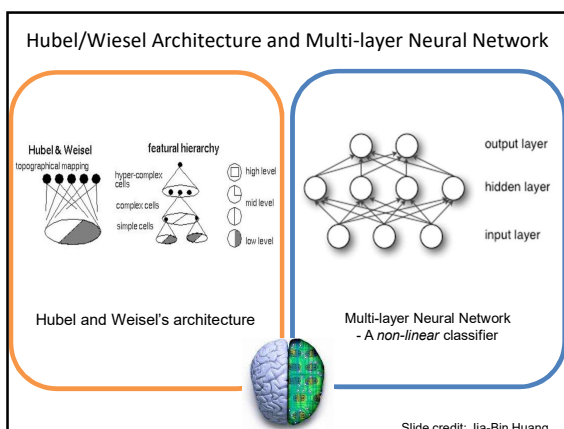 Hubel/Wiesel Architecture and Multi-layer Neural Network
Hubel & Weisel
topographical mapping
featural hierarchy
hyper-complex
cells
complex cells
simple cells
high level
mid level
low level
Hubel and Weisel's architecture
output layer
hidden layer
input layer
Multi-layer Neural Network
- A non-linear classifier
Slide credit: Jia-Bin Huang